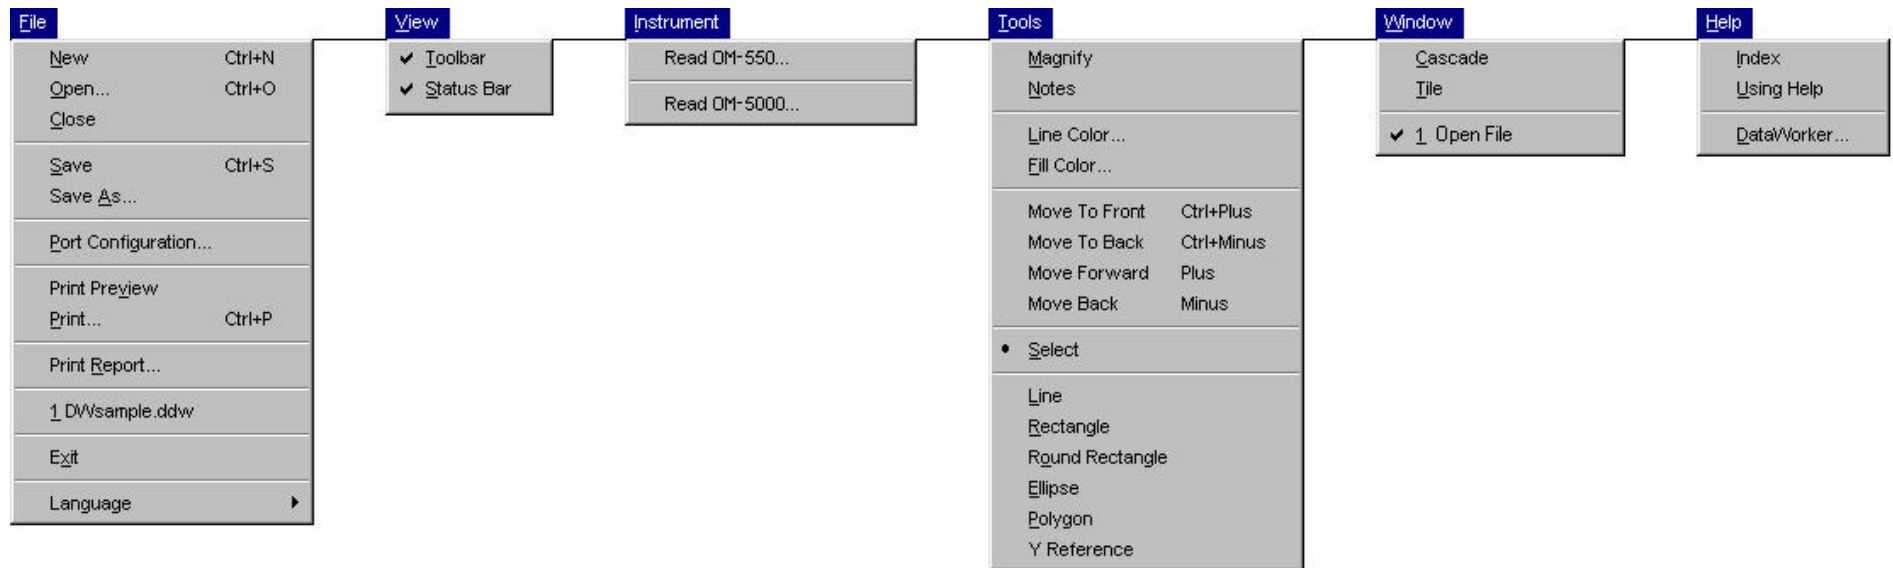 File
New Ctrl+N
Open... Ctrl+O
Close
Save Ctrl+S
Save As...
Port Configuration...
Print Preview
Print... Ctrl+P
Print Report...
1 DWsample.ddw
Exit
Language
View
Toolbar
Status Bar
Instrument
Read OM-550...
Read OM-5000...
Tools
Magnify
Notes
Line Color...
Fill Color...
Move To Front Ctrl+Plus
Move To Back Ctrl+Minus
Move Forward Plus
Move Back Minus
Select
Line
Rectangle
Round Rectangle
Ellipse
Polygon
Y Reference
Window
Cascade
Tile
1 Open File
Help
Index
Using Help
DataWorker...